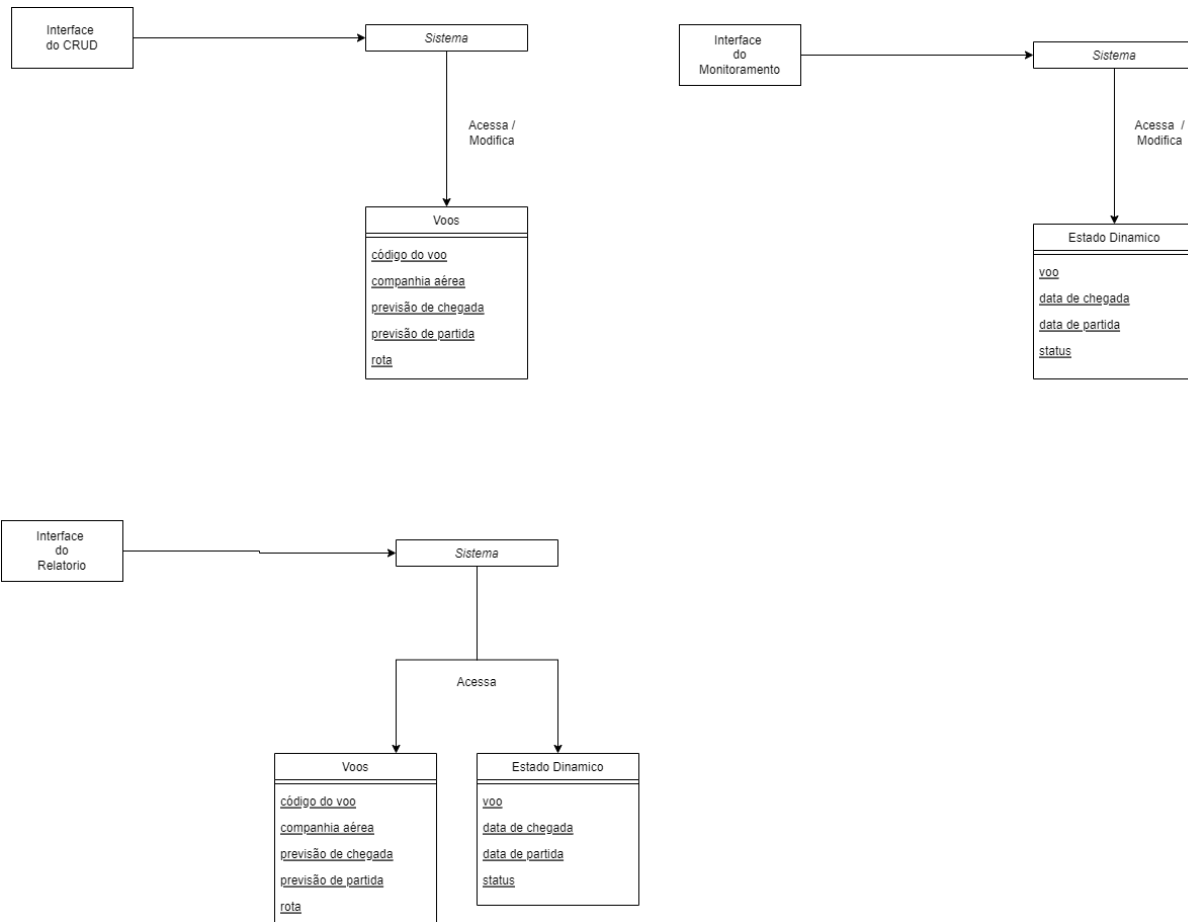 Interface
do CRUD
Sistema
Acessa /
Modifica
Voos
código do voo
companhia aérea
previsão de chegada
previsão de partida
rota
Interface
do
Monitoramento
Sistema
Acessa /
Modifica
Estado Dinamico
voo
data de chegada
data de partida
status
Interface
do
Relatorio
Sistema
Acessa
Voos
código do voo
companhia aérea
previsão de chegada
previsão de partida
rota
Estado Dinamico
voo
data de chegada
data de partida
status